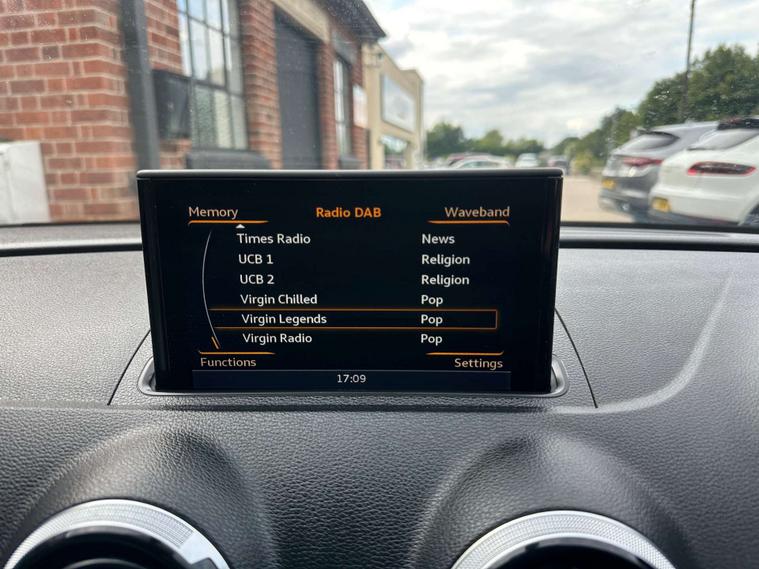 Memory Radio DAB Waveband
Times Radio News
UCB 1 Religion
UCB 2 Religion
Virgin Chilled Pop
Virgin Legends Pop
Virgin Radio Pop
Functions Settings
17:09